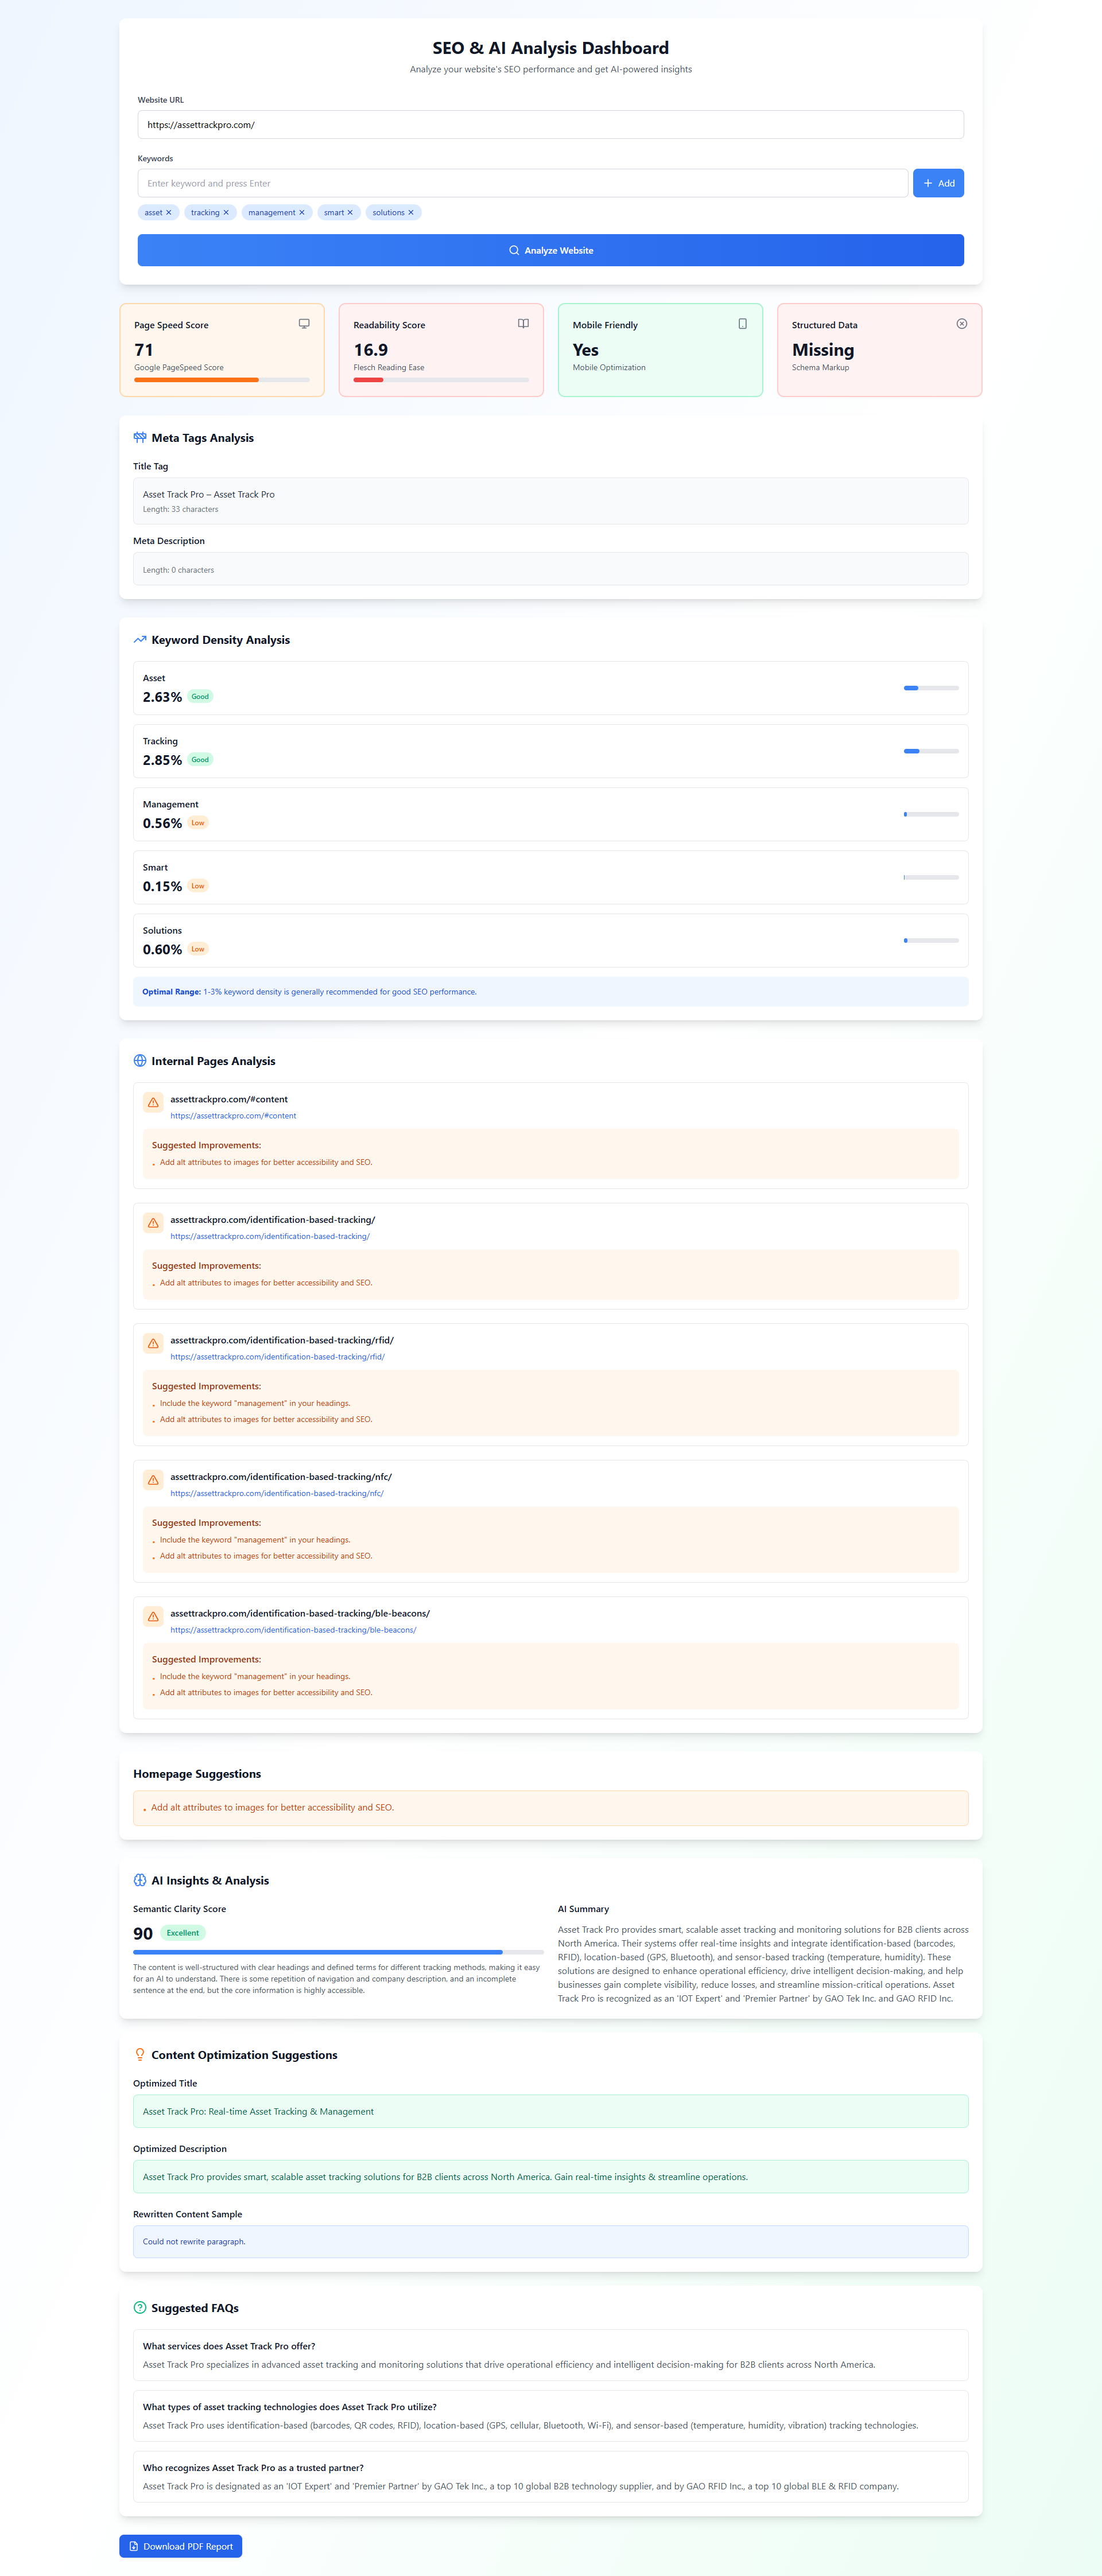 SEO & AI Analysis Dashboard
Analyze your website's SEO performance and get AI-powered insights
Website URL
https://assettrackpro.com/
Keywords
Enter keyword and press Enter
Add
asset ✕ tracking ✕ management ✕ smart ✕ solutions ✕
Analyze Website
Page Speed Score
71
Google PageSpeed Score
Readability Score
16.9
Flesch Reading Ease
Mobile Friendly
Yes
Mobile Optimization
Structured Data
Missing
Schema Markup
Meta Tags Analysis
Title Tag
Asset Track Pro – Asset Track Pro
Length: 33 characters
Meta Description
Length: 0 characters
Keyword Density Analysis
Asset
2.63% Good
Tracking
2.85% Good
Management
0.56% Low
Smart
0.15% Low
Solutions
0.60% Low
Optimal Range: 1-3% keyword density is generally recommended for good SEO performance.
Internal Pages Analysis
assettrackpro.com/#content
https://assettrackpro.com/#content
Suggested Improvements:
• Add alt attributes to images for better accessibility and SEO.
assettrackpro.com/identification-based-tracking/
https://assettrackpro.com/identification-based-tracking/
Suggested Improvements:
• Add alt attributes to images for better accessibility and SEO.
assettrackpro.com/identification-based-tracking/rfid/
https://assettrackpro.com/identification-based-tracking/rfid/
Suggested Improvements:
• Include the keyword "management" in your headings.
• Add alt attributes to images for better accessibility and SEO.
assettrackpro.com/identification-based-tracking/nfc/
https://assettrackpro.com/identification-based-tracking/nfc/
Suggested Improvements:
• Include the keyword "management" in your headings.
• Add alt attributes to images for better accessibility and SEO.
assettrackpro.com/identification-based-tracking/ble-beacons/
https://assettrackpro.com/identification-based-tracking/ble-beacons/
Suggested Improvements:
• Include the keyword "management" in your headings.
• Add alt attributes to images for better accessibility and SEO.
Homepage Suggestions
• Add alt attributes to images for better accessibility and SEO.
AI Insights & Analysis
Semantic Clarity Score
90 Excellent
The content is well-structured with clear headings and defined terms for different tracking methods, making it easy
for an AI to understand. There is some repetition of navigation and company description, and an incomplete
sentence at the end, but the core information is highly accessible.
AI Summary
Asset Track Pro provides smart, scalable asset tracking and monitoring solutions for B2B clients across
North America. Their systems offer real-time insights and integrate identification-based (barcodes,
RFID), location-based (GPS, Bluetooth), and sensor-based tracking (temperature, humidity). These
solutions are designed to enhance operational efficiency, drive intelligent decision-making, and help
businesses gain complete visibility, reduce losses, and streamline mission-critical operations. Asset
Track Pro is recognized as an 'IOT Expert' and 'Premier Partner' by GAO Tek Inc. and GAO RFID Inc.
Content Optimization Suggestions
Optimized Title
Asset Track Pro: Real-time Asset Tracking & Management
Optimized Description
Asset Track Pro provides smart, scalable asset tracking solutions for B2B clients across North America. Gain real-time insights & streamline operations.
Rewritten Content Sample
Could not rewrite paragraph.
Suggested FAQs
What services does Asset Track Pro offer?
Asset Track Pro specializes in advanced asset tracking and monitoring solutions that drive operational efficiency and intelligent decision-making for B2B clients across North America.
What types of asset tracking technologies does Asset Track Pro utilize?
Asset Track Pro uses identification-based (barcodes, QR codes, RFID), location-based (GPS, cellular, Bluetooth, Wi-Fi), and sensor-based (temperature, humidity, vibration) tracking technologies.
Who recognizes Asset Track Pro as a trusted partner?
Asset Track Pro is designated as an 'IOT Expert' and 'Premier Partner' by GAO Tek Inc., a top 10 global B2B technology supplier, and by GAO RFID Inc., a top 10 global BLE & RFID company.
Download PDF Report